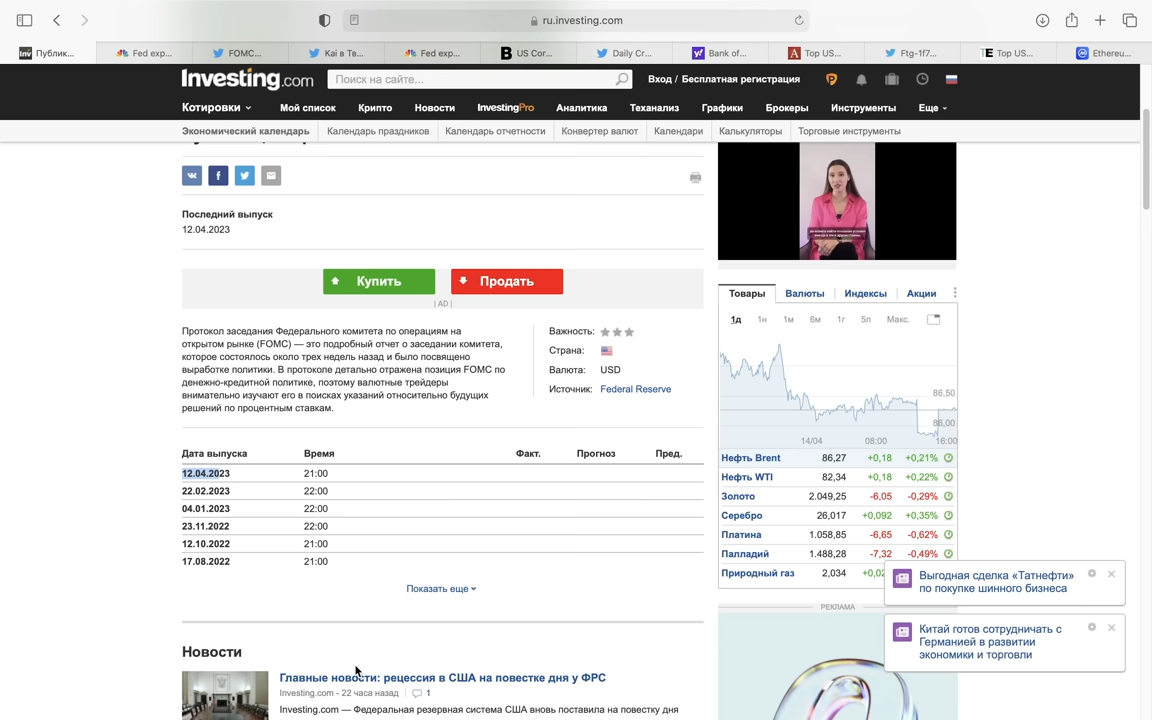 ru.investing.com
Inv Публик...
Fed exp...
FOMC...
Kai в Тв...
Fed exp...
B US Cor...
Daily Cr...
y! Bank of...
A Top US...
Ftg-1f7...
TE Top US...
Ethereu...
Investing.com
Поиск на сайте...
Вход / Бесплатная регистрация
Котировки
Мой список
Крипто
Новости
InvestingPro
Аналитика
Теханализ
Графики
Брокеры
Инструменты
Еще
Экономический календарь
Календарь праздников
Календарь отчетности
Конвертер валют
Календари
Калькуляторы
Торговые инструменты
Последний выпуск
12.04.2023
Купить
Продать
| AD |
Протокол заседания Федерального комитета по операциям на
открытом рынке (FOMC) — это подробный отчет о заседании комитета,
которое состоялось около трех недель назад и было посвящено
выработке политики. В протоколе детально отражена позиция FOMC по
денежно-кредитной политике, поэтому валютные трейдеры
внимательно изучают его в поисках указаний относительно будущих
решений по процентным ставкам.
Важность:
Страна:
Валюта: USD
Источник: Federal Reserve
Дата выпуска Время Факт. Прогноз Пред.
12.04.2023 21:00
22.02.2023 22:00
04.01.2023 22:00
23.11.2022 22:00
12.10.2022 21:00
17.08.2022 21:00
Показать еще
Новости
Главные новости: рецессия в США на повестке дня у ФРС
Investing.com - 22 часа назад | 1
Investing.com — Федеральная резервная система США вновь поставила на повестку дня
Товары Валюты Индексы Акции
1д 1н 1м 6м 1г 5л Макс.
86,50
86,00
14/04 08:00 16:00
Нефть Brent 86,27 +0,18 +0,21%
Нефть WTI 82,34 +0,18 +0,22%
Золото 2.049,25 -6,05 -0,29%
Серебро 26,017 +0,092 +0,35%
Платина 1.058,85 -6,65 -0,62%
Палладий 1.488,28 -7,32 -0,49%
Природный газ 2,034
РЕКЛАМА
Выгодная сделка «Татнефти»
по покупке шинного бизнеса
Китай готов сотрудничать с
Германией в развитии
экономики и торговли